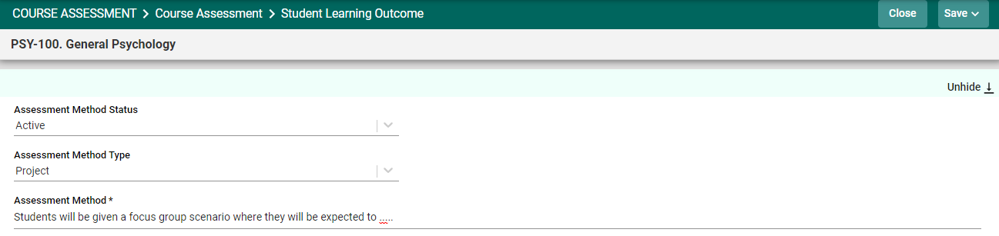 COURSE ASSESSMENT > Course Assessment > Student Learning Outcome Close Save
PSY-100. General Psychology
Unhide
Assessment Method Status
Active
Assessment Method Type
Project
Assessment Method *
Students will be given a focus group scenario where they will be expected to .....